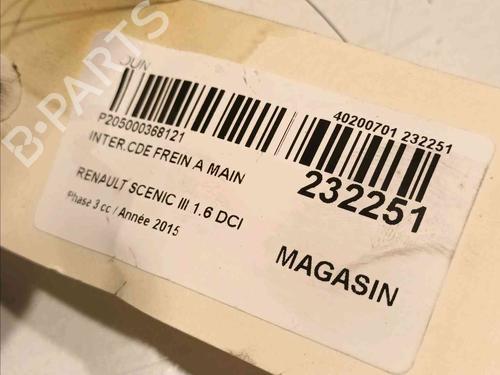 B-PARTS
OUN
P205000368121
40200701 232251
INTER.CDE FREIN A MAIN
232251
RENAULT SCENIC III 1.6 DCI
Phase 3 cc / Année 2015
MAGASIN